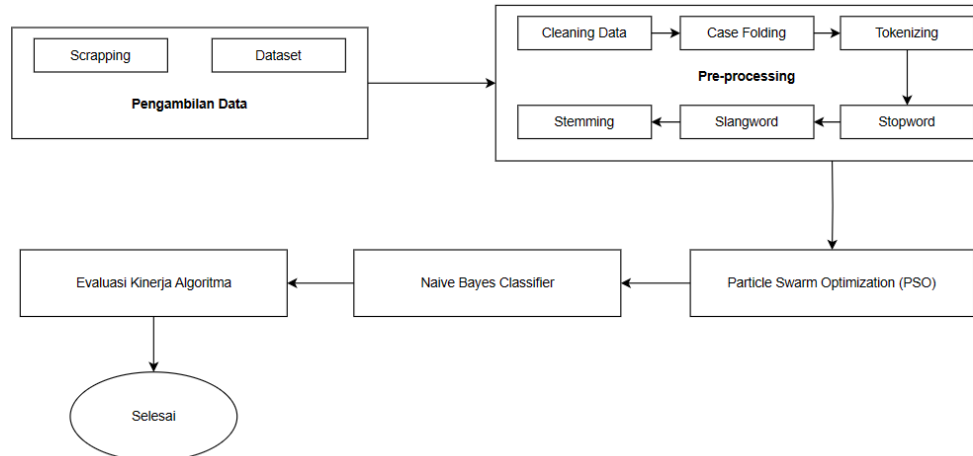 Scrapping
Dataset
Pengambilan Data
Cleaning Data
Case Folding
Tokenizing
Pre-processing
Stemming
Slangword
Stopword
Evaluasi Kinerja Algoritma
Naive Bayes Classifier
Particle Swarm Optimization (PSO)
Selesai